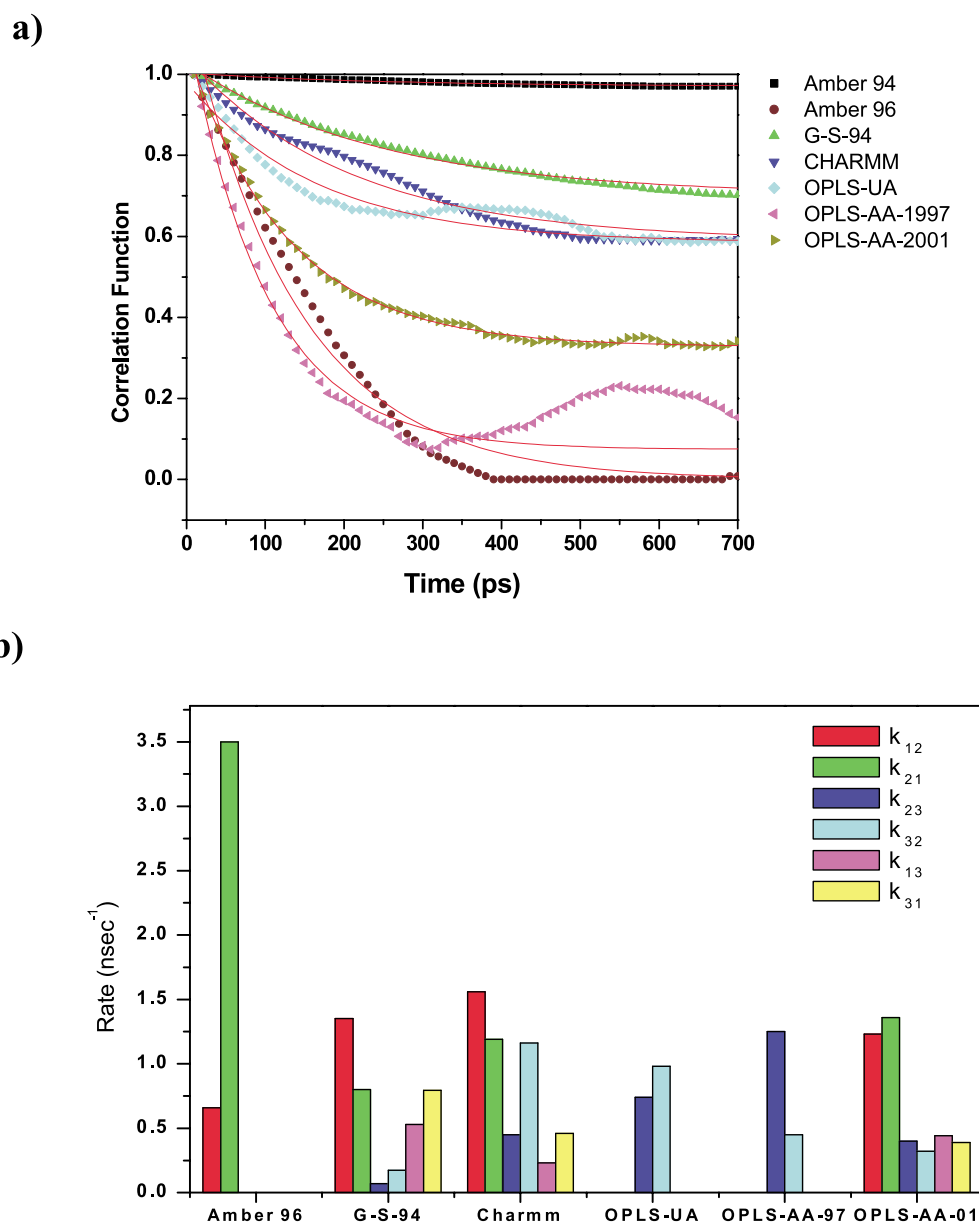 a)
1.0
0.8
0.6
0.4
0.2
0.0
Correlation Function
0 100 200 300 400 500 600 700
Time (ps)
Amber 94
Amber 96
G-S-94
CHARMM
OPLS-UA
OPLS-AA-1997
OPLS-AA-2001
b)
3.5
3.0
2.5
2.0
1.5
1.0
0.5
0.0
Rate (nsec-1)
k12
k21
k23
k32
k13
k31
Amber 96 G-S-94 Charmm OPLS-UA OPLS-AA-97 OPLS-AA-01